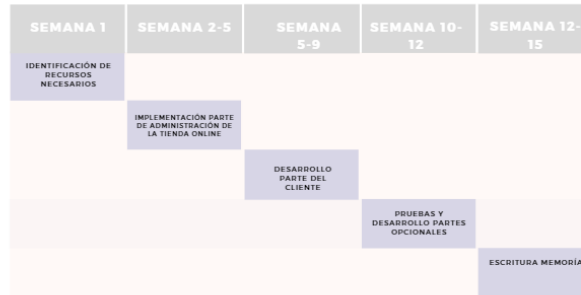 SEMANA 1
SEMANA 2-5
SEMANA
5-9
SEMANA 10-
12
SEMANA 12-
15
IDENTIFICACIÓN DE
RECURSOS
NECESARIOS
IMPLEMENTACIÓN PARTE
DE ADMINISTRACIÓN DE
LA TIENDA ONLINE
DESARROLLO
PARTE DEL
CLIENTE
PRUEBAS Y
DESARROLLO PARTES
OPCIONALES
ESCRITURA MEMORÍA